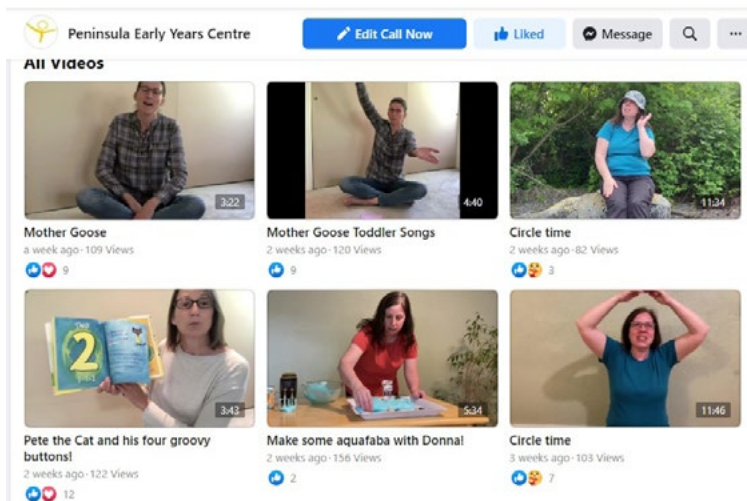 Peninsula Early Years Centre
Edit Call Now
Liked
Message
All Videos
3:22
4:40
11:34
Mother Goose
a week ago · 109 Views
9
Mother Goose Toddler Songs
2 weeks ago · 120 Views
9
Circle time
2 weeks ago · 82 Views
3
2
3:43
5:34
11:46
Pete the Cat and his four groovy
buttons!
2 weeks ago · 122 Views
12
Make some aquafaba with Donna!
2 weeks ago · 156 Views
2
Circle time
3 weeks ago · 103 Views
7